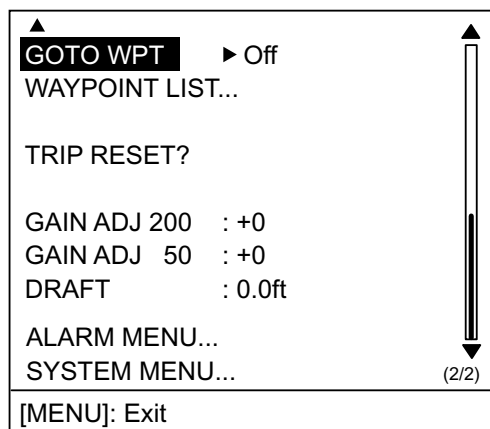 GOTO WPT ▶ Off
WAYPOINT LIST...
TRIP RESET?
GAIN ADJ 200 : +0
GAIN ADJ 50 : +0
DRAFT : 0.0ft
ALARM MENU...
SYSTEM MENU...
(2/2)
[MENU]: Exit